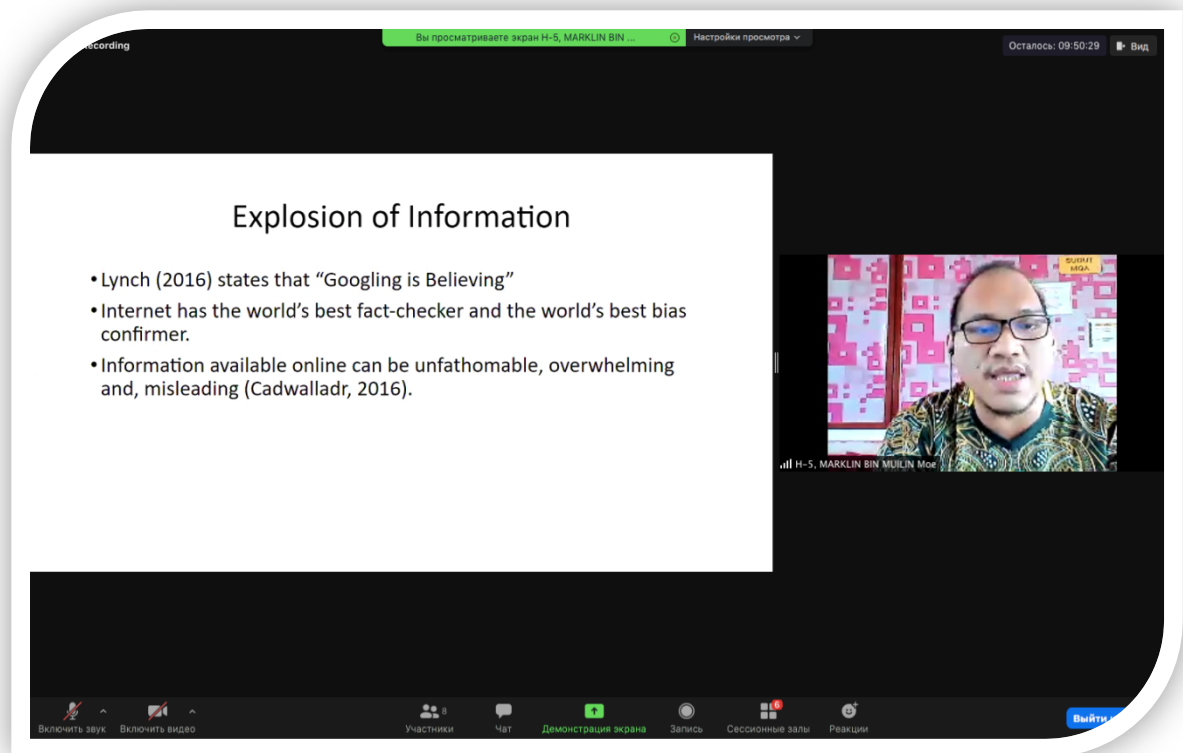 ecording
Вы просматриваете экран H-5, MARKLIN BIN ...
Настройки просмотра
Осталось: 09:50:29
Вид
Explosion of Information
• Lynch (2016) states that “Googling is Believing”
• Internet has the world’s best fact-checker and the world’s best bias
confirmer.
• Information available online can be unfathomable, overwhelming
and, misleading (Cadwalladr, 2016).
SUDUT
MQA
H-5, MARKLIN BIN MUILIN Moe
Включить звук
Включить видео
8
Участники
Чат
Демонстрация экрана
Запись
6
Сессионные залы
Реакции
Выйти